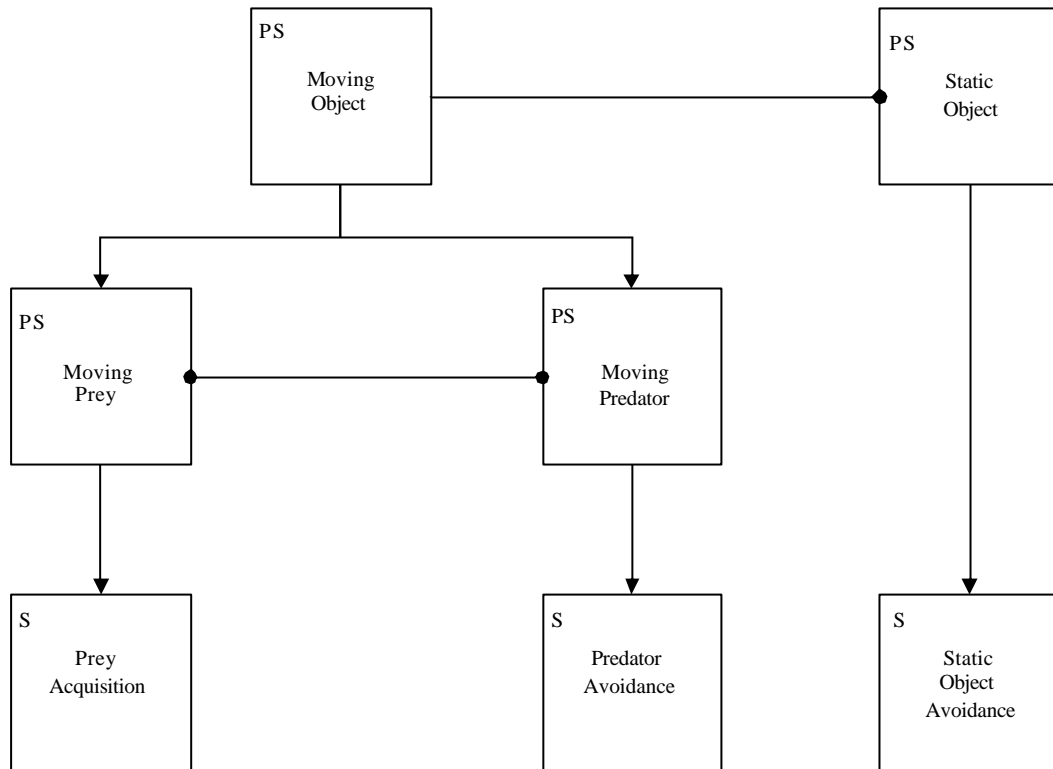 PS
Moving
Object
PS
Static
Object
PS
Moving
Prey
PS
Moving
Predator
S
Prey
Acquisition
S
Predator
Avoidance
S
Static
Object
Avoidance